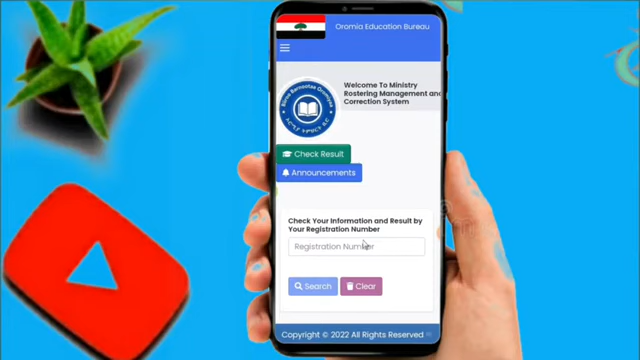 Oromia Education Bureau
Welcome To Ministry
Rostering Management and
Correction System
Check Result
Announcements
Check Your Information and Result by
Your Registration Number
Registration Number
Search
Clear
Copyright © 2022 All Rights Reserved